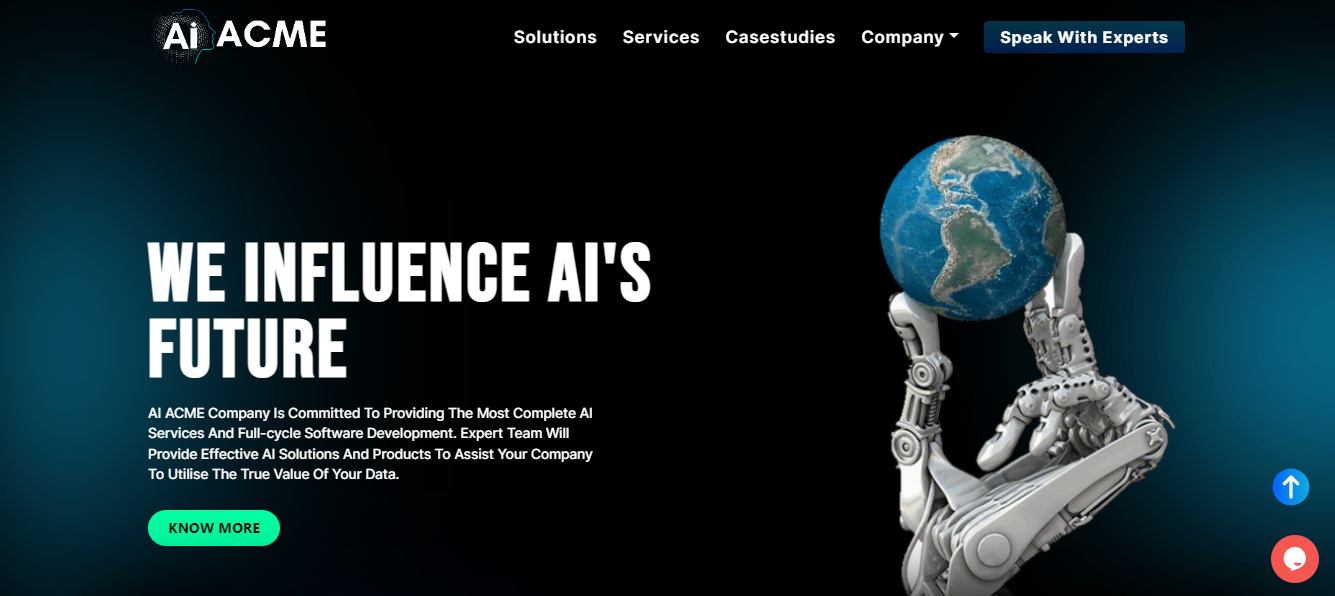 Ai ACME
Solutions Services Casestudies Company Speak With Experts
WE INFLUENCE AI'S
FUTURE
AI ACME Company Is Committed To Providing The Most Complete AI
Services And Full-cycle Software Development. Expert Team Will
Provide Effective AI Solutions And Products To Assist Your Company
To Utilise The True Value Of Your Data.
KNOW MORE